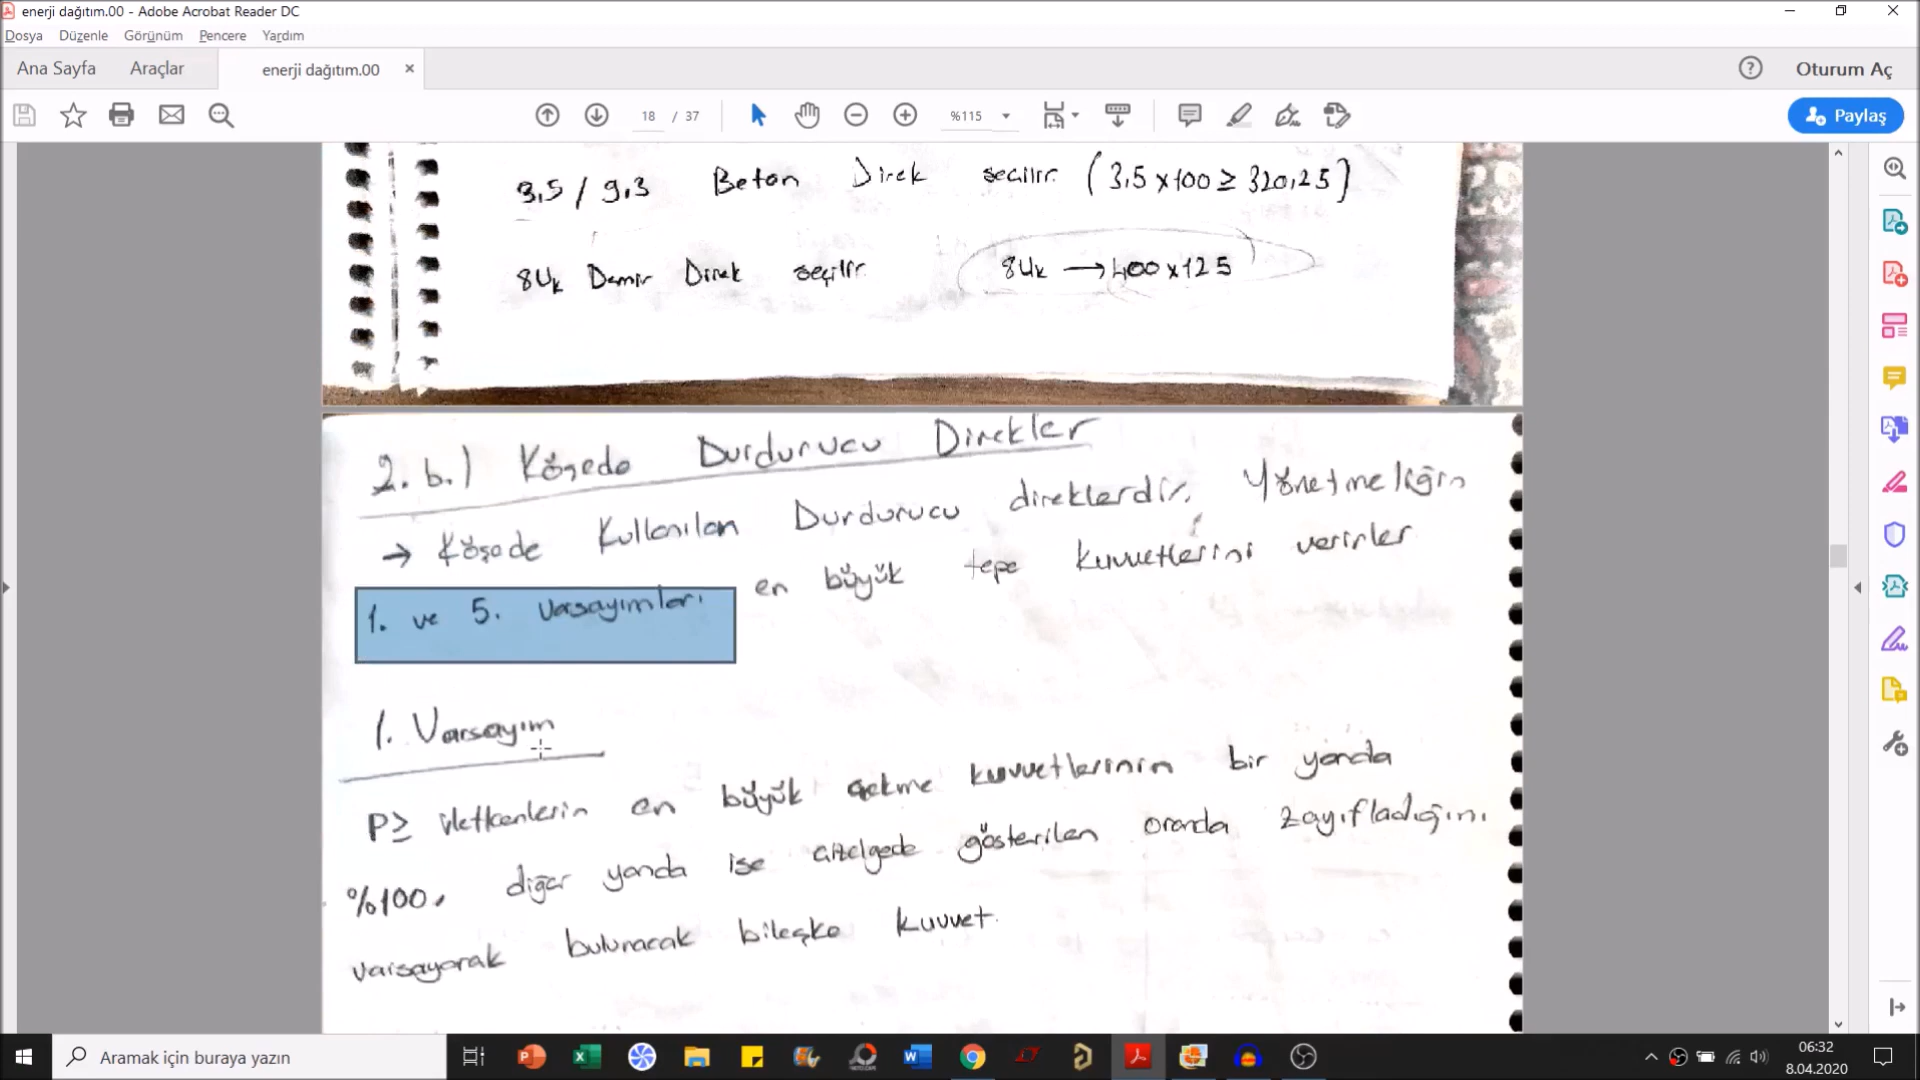 enerji dağıtım.00 - Adobe Acrobat Reader DC
Dosya Düzenle Görünüm Pencere Yardım
Ana Sayfa Araçlar enerji dağıtım.00 × Oturum Aç
18 / 37 %115 Paylaş
3,5 / 9.3 Beton Direk seçilir (3.5 x 100 ≥ 320,25)
8Uk Demir Direk seçilir 8Uk → 400 x 125
2.b.) Köşede Durdurucu Direkler
→ Köşede Kullanılan Durdurucu direklerdir. Yönetmeliğin
1. ve 5. Varsayımları en büyük tepe kuvvetlerini verirler
1. Varsayım
P≥ iletkenlerin en büyük çekme kuvvetlerinin bir yanda
%100, diğer yanda ise çizelgede gösterilen oranda zayıfladığını
varsayarak bulunacak bileşke kuvvet.
Aramak için buraya yazın
06:32
8.04.2020